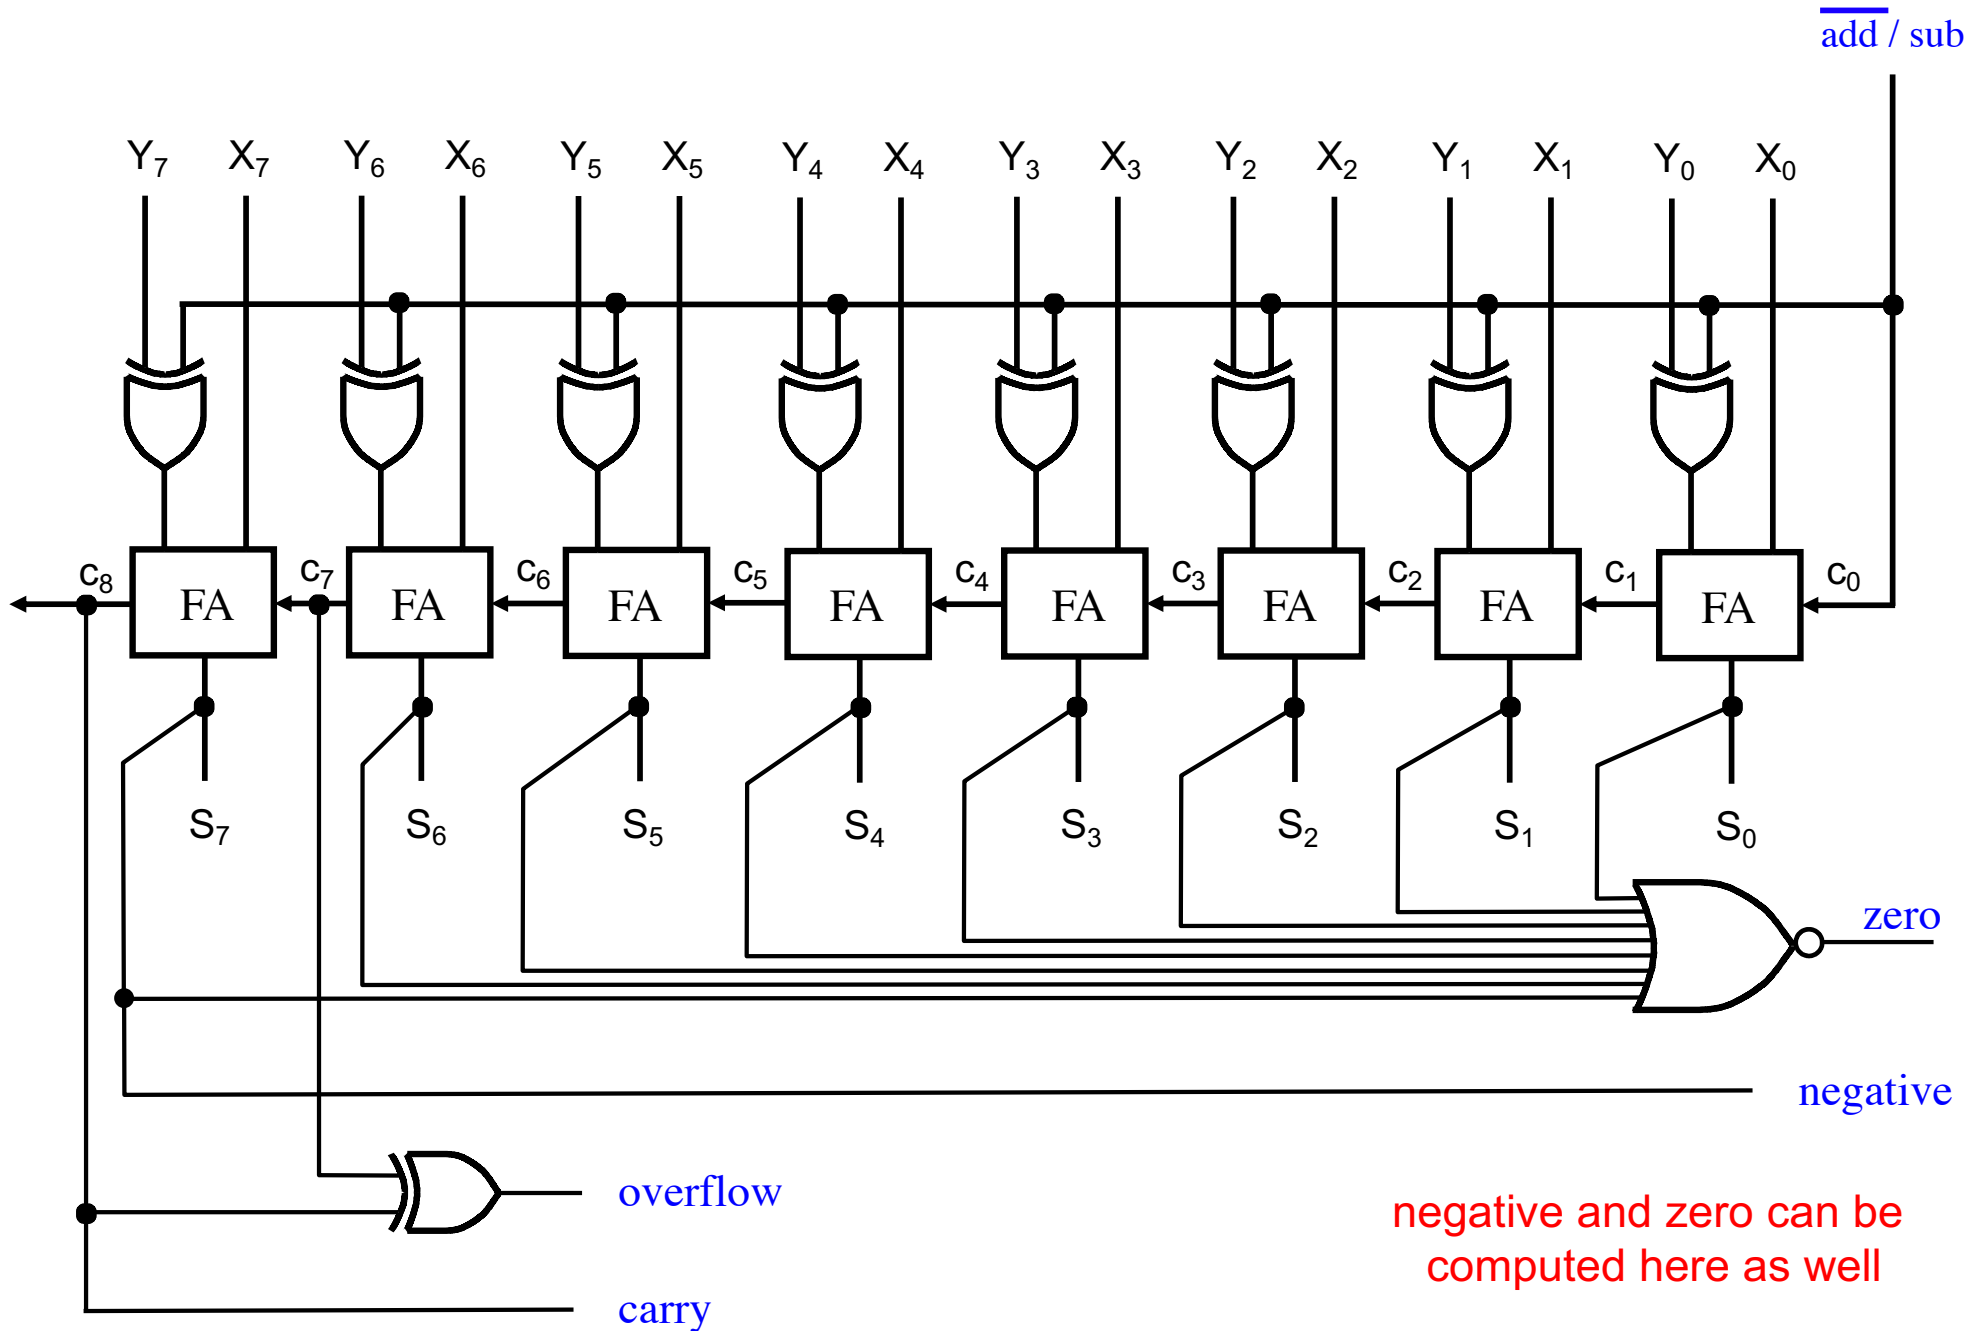 add / sub
Y₇ X₇ Y₆ X₆ Y₅ X₅ Y₄ X₄ Y₃ X₃ Y₂ X₂ Y₁ X₁ Y₀ X₀
c₈ FA c₇ FA c₆ FA c₅ FA c₄ FA c₃ FA c₂ FA c₁ FA c₀
S₇ S₆ S₅ S₄ S₃ S₂ S₁ S₀
zero
negative
overflow
negative and zero can be
computed here as well
carry